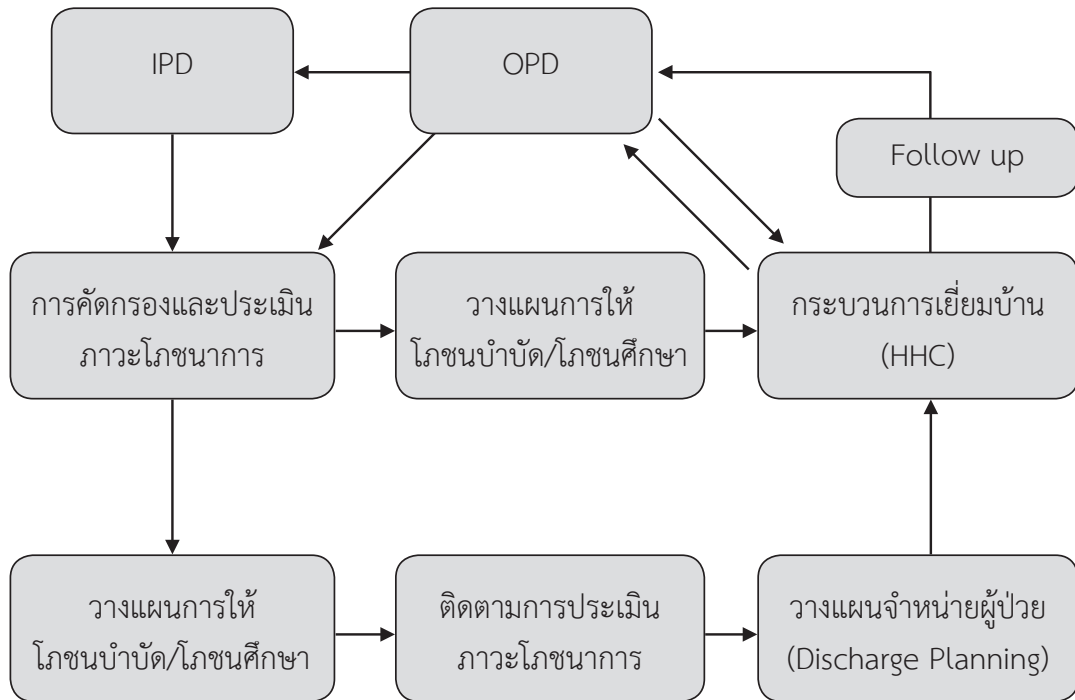 IPD
OPD
Follow up
การคัดกรองและประเมิน
ภาวะโภชนาการ
วางแผนการให้
โภชนบำบัด/โภชนศึกษา
กระบวนการเยี่ยมบ้าน
(HHC)
วางแผนการให้
โภชนบำบัด/โภชนศึกษา
ติดตามการประเมิน
ภาวะโภชนาการ
วางแผนจำหน่ายผู้ป่วย
(Discharge Planning)